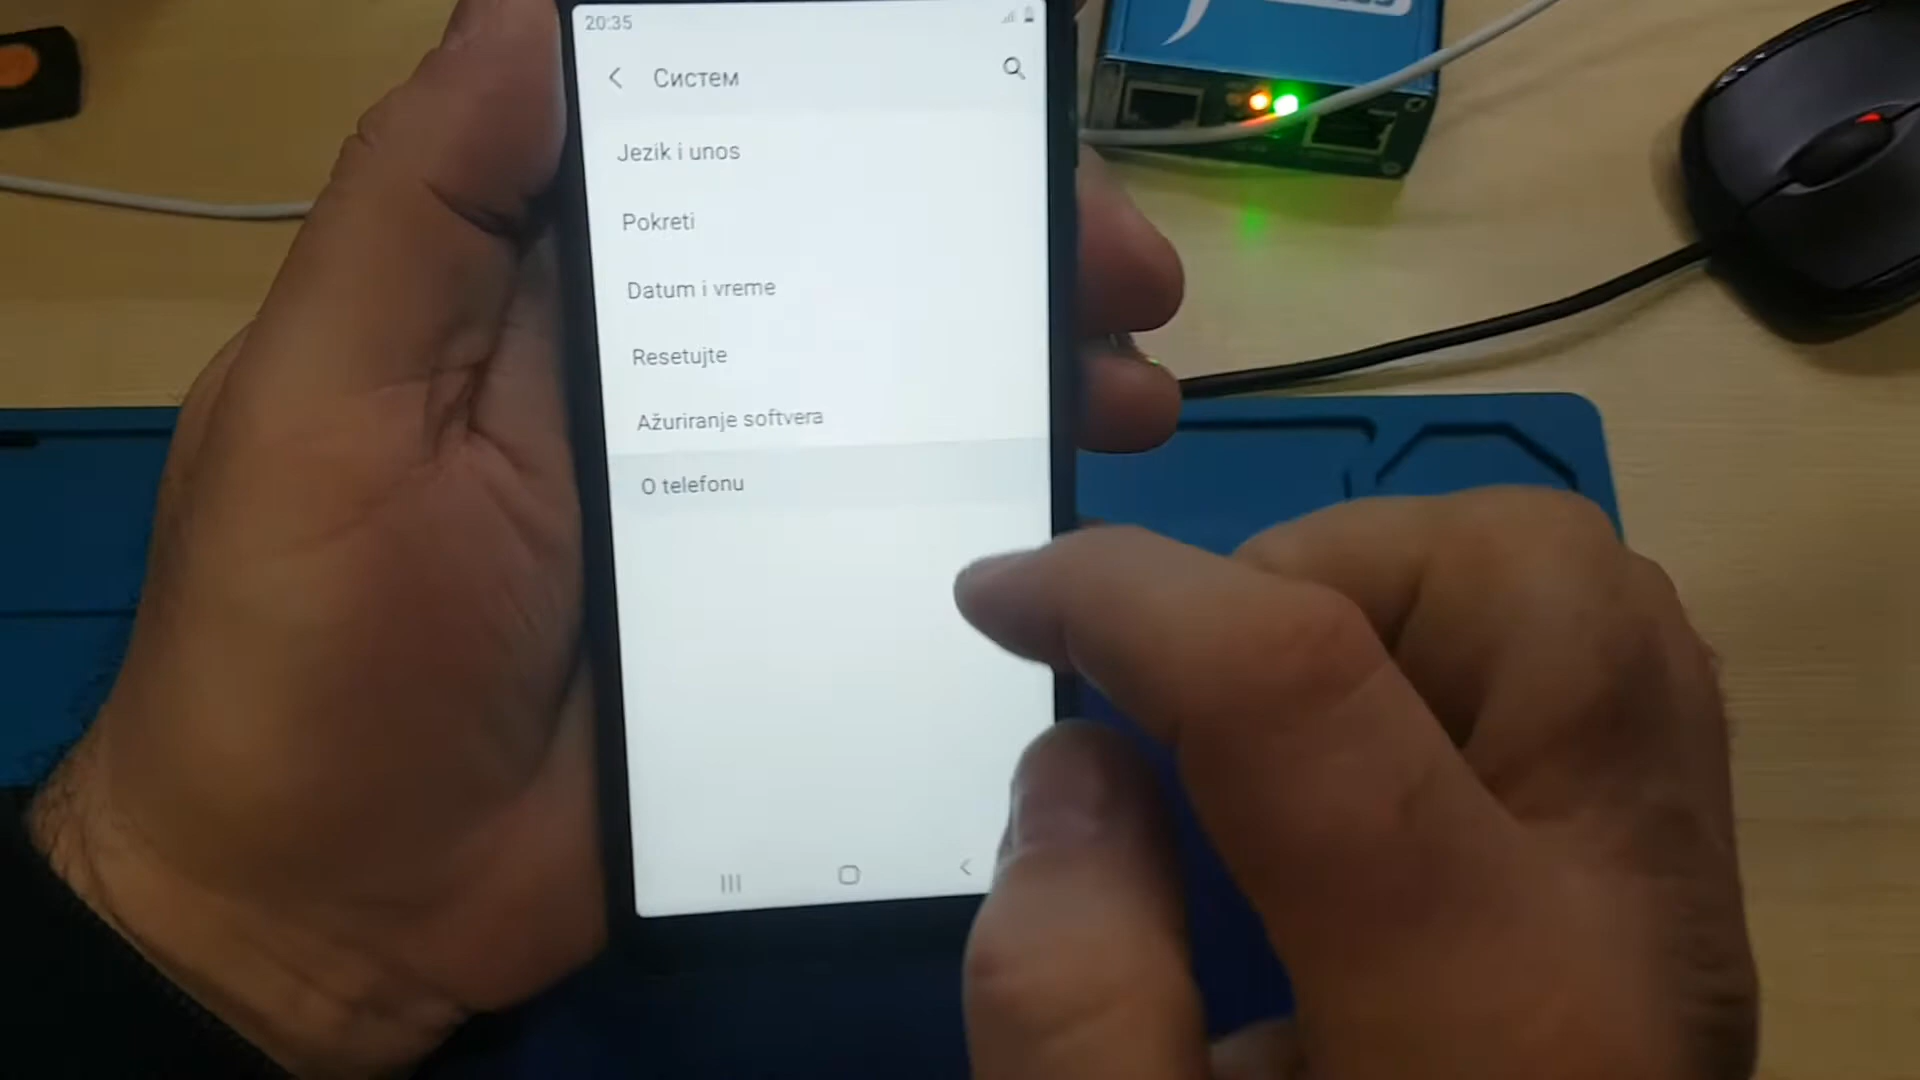 20:35
Систем
Jezik i unos
Pokreti
Datum i vreme
Resetujte
Ažuriranje softvera
O telefonu